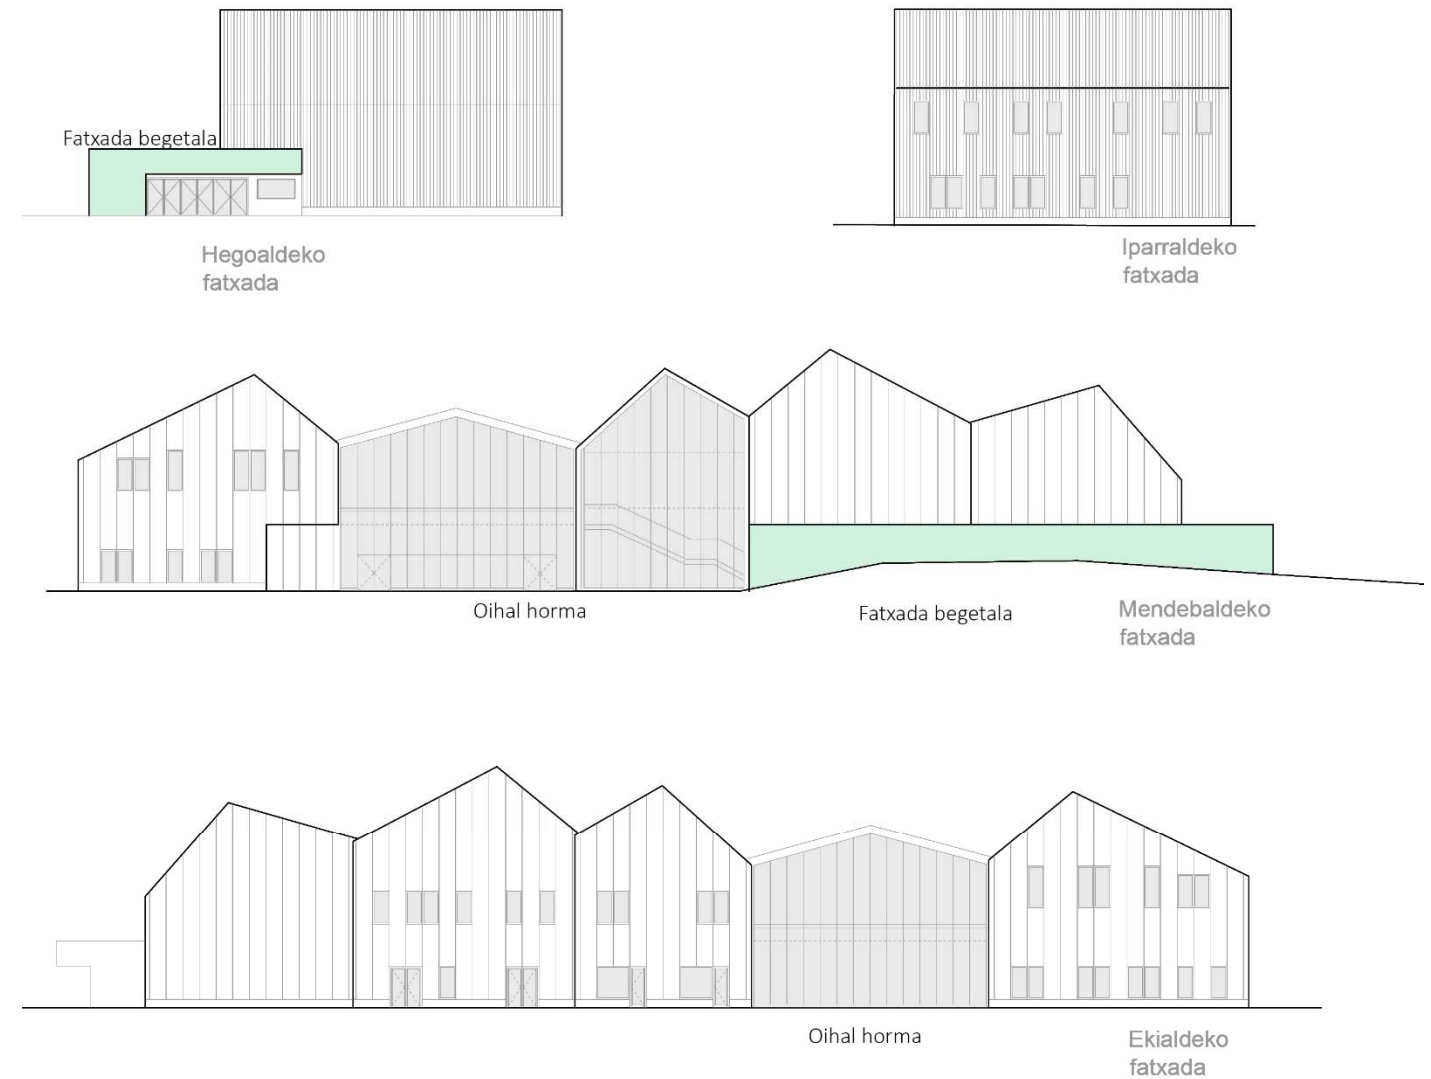 Fatxada begetala
Hegoaldeko
fatxada
Iparraldeko
fatxada
Oihal horma
Fatxada begetala
Mendebaldeko
fatxada
Oihal horma
Ekialdeko
fatxada